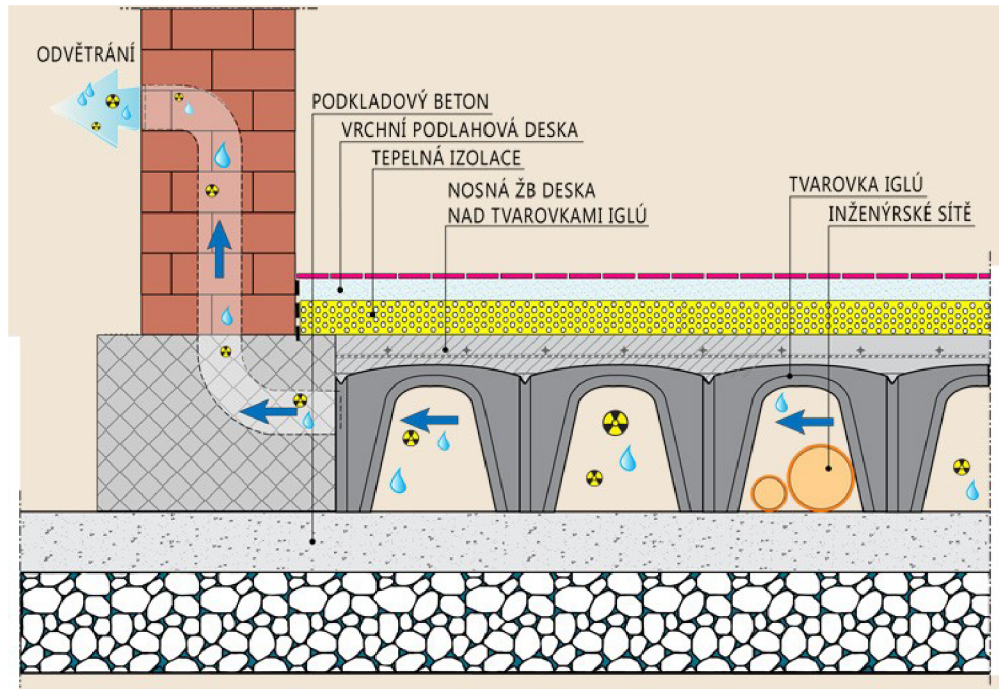 ODVĚTRÁNÍ
PODKLADOVÝ BETON
VRCHNÍ PODLAHOVÁ DESKA
TEPELNÁ IZOLACE
NOSNÁ ŽB DESKA
NAD TVAROVKAMI IGLÚ
TVAROVKA IGLÚ
INŽENÝRSKÉ SÍTĚ